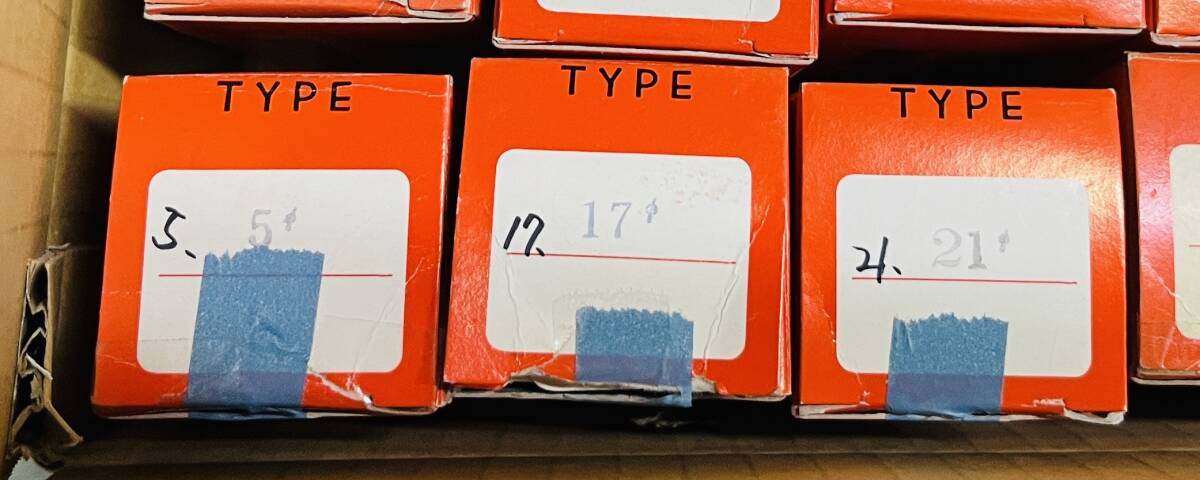 TYPE
5.
5¢
TYPE
17.
17¢
TYPE
21.
21¢